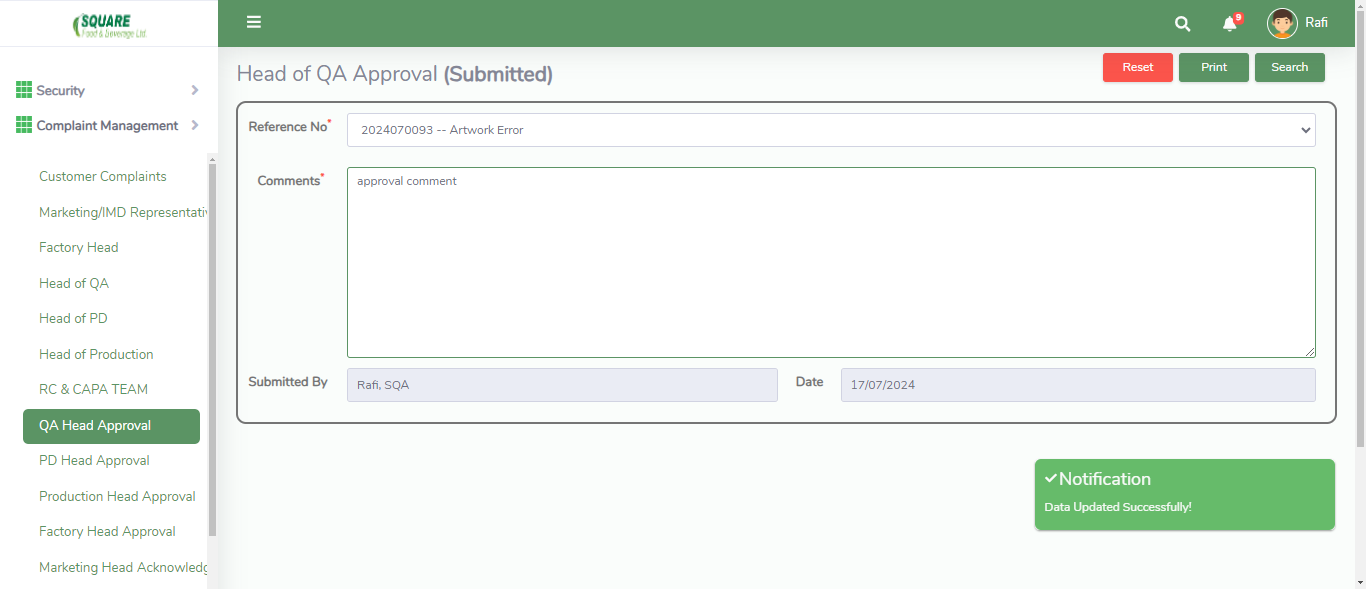 SQUARE
Food & Beverage Ltd.
9
Rafi
Security
Complaint Management
Customer Complaints
Marketing/IMD Representativ
Factory Head
Head of QA
Head of PD
Head of Production
RC & CAPA TEAM
QA Head Approval
PD Head Approval
Production Head Approval
Factory Head Approval
Marketing Head Acknowledg
Head of QA Approval (Submitted)
Reset Print Search
Reference No* 2024070093 -- Artwork Error
Comments* approval comment
Submitted By Rafi, SQA Date 17/07/2024
Notification
Data Updated Successfully!